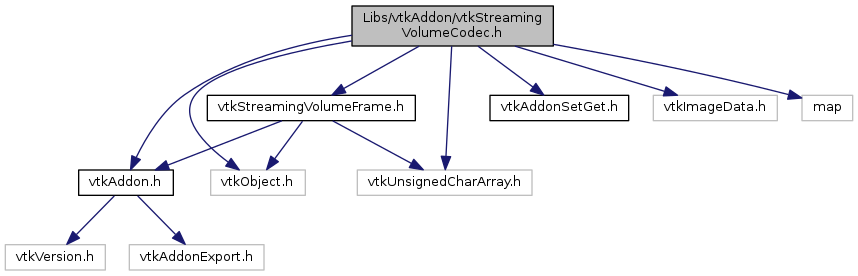 Libs/vtkAddon/vtkStreaming
VolumeCodec.h
vtkStreamingVolumeFrame.h
vtkAddonSetGet.h
vtkImageData.h
map
vtkAddon.h
vtkObject.h
vtkUnsignedCharArray.h
vtkVersion.h
vtkAddonExport.h